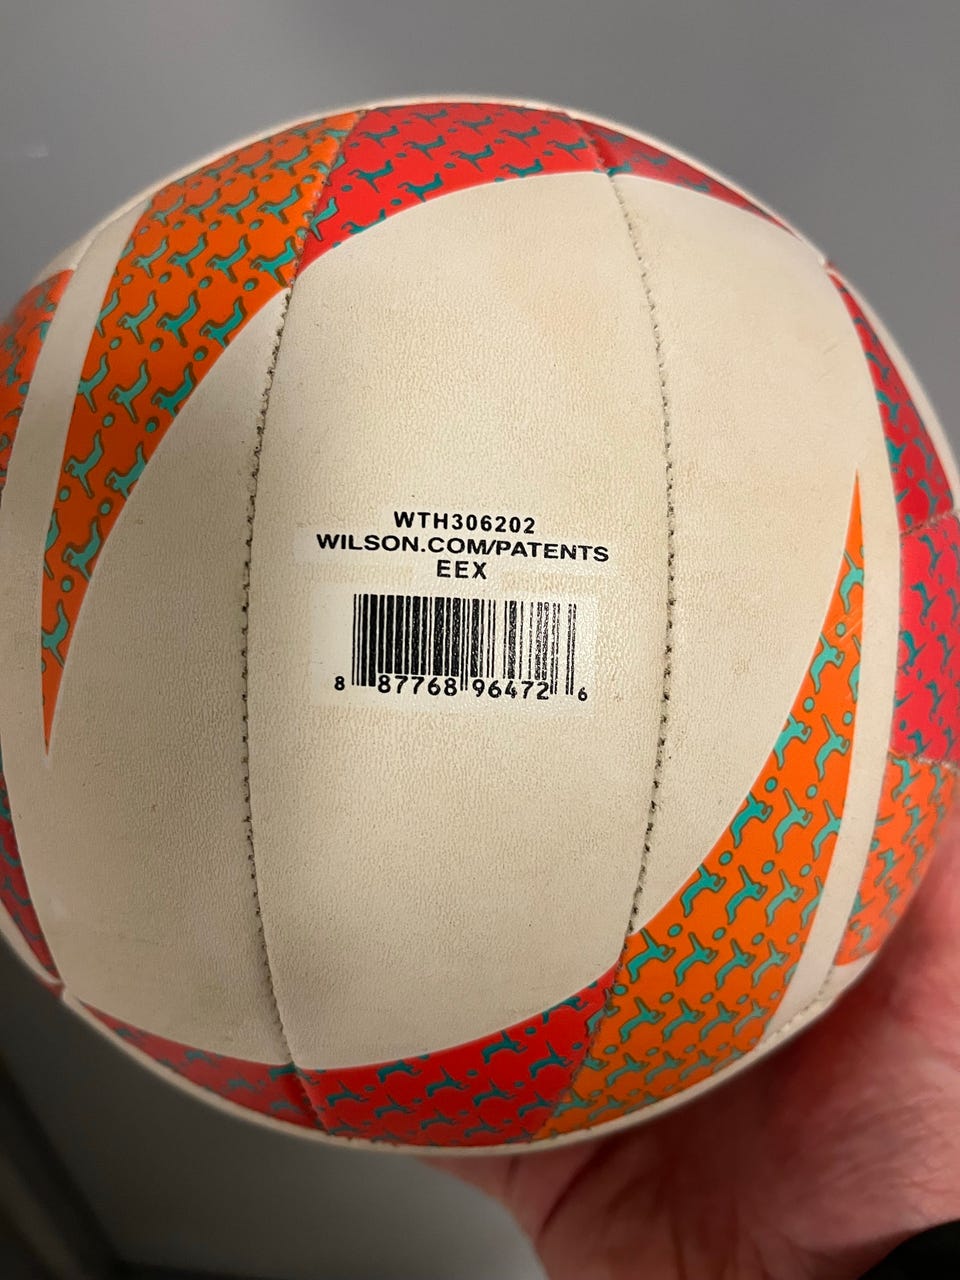 WTH306202
WILSON.COM/PATENTS
EEX
8 87768 96472 6